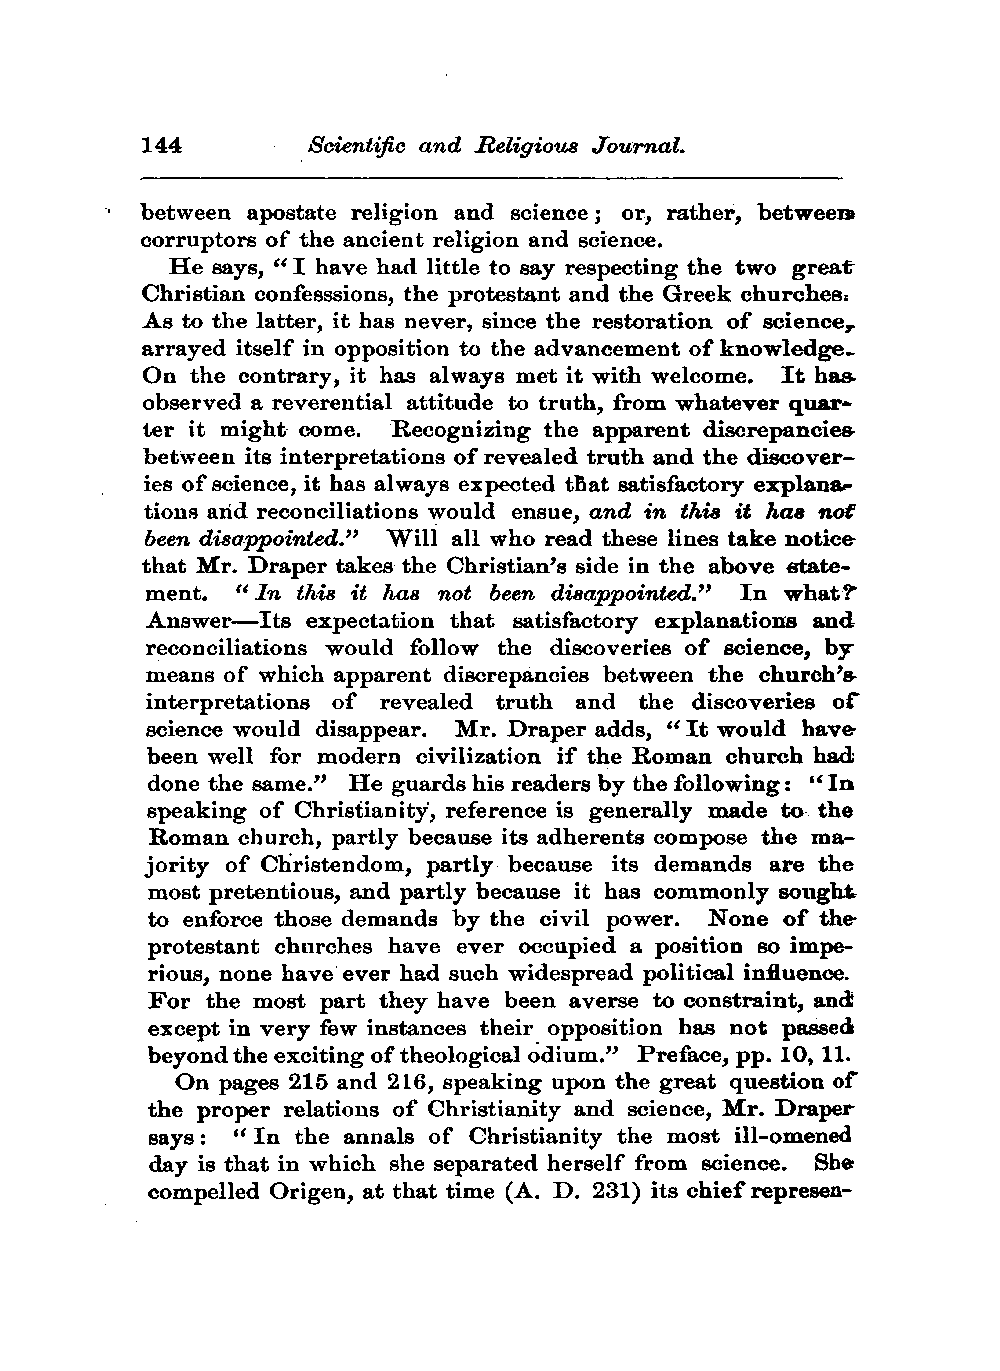 144 Scientific and Religious Journal.
between apostate religion and science; or, rather, between
corruptors of the ancient religion and science.
He says, “I have had little to say respecting the two great
Christian confesssions, the protestant and the Greek churches.
As to the latter, it has never, since the restoration of science,
arrayed itself in opposition to the advancement of knowledge.
On the contrary, it has always met it with welcome. It has
observed a reverential attitude to truth, from whatever quar-
ter it might come. Recognizing the apparent discrepancies
between its interpretations of revealed truth and the discover-
ies of science, it has always expected that satisfactory explana-
tions and reconciliations would ensue, and in this it has not
been disappointed.” Will all who read these lines take notice
that Mr. Draper takes the Christian’s side in the above state-
ment. “In this it has not been disappointed.” In what?
Answer—Its expectation that satisfactory explanations and
reconciliations would follow the discoveries of science, by
means of which apparent discrepancies between the church’s
interpretations of revealed truth and the discoveries of
science would disappear. Mr. Draper adds, “It would have
been well for modern civilization if the Roman church had
done the same.” He guards his readers by the following: “In
speaking of Christianity, reference is generally made to the
Roman church, partly because its adherents compose the ma-
jority of Christendom, partly because its demands are the
most pretentious, and partly because it has commonly sought
to enforce those demands by the civil power. None of the
protestant churches have ever occupied a position so impe-
rious, none have ever had such widespread political influence.
For the most part they have been averse to constraint, and
except in very few instances their opposition has not passed
beyond the exciting of theological odium.” Preface, pp. 10, 11.
On pages 215 and 216, speaking upon the great question of
the proper relations of Christianity and science, Mr. Draper
says: “In the annals of Christianity the most ill-omened
day is that in which she separated herself from science. She
compelled Origen, at that time (A. D. 231) its chief represen-